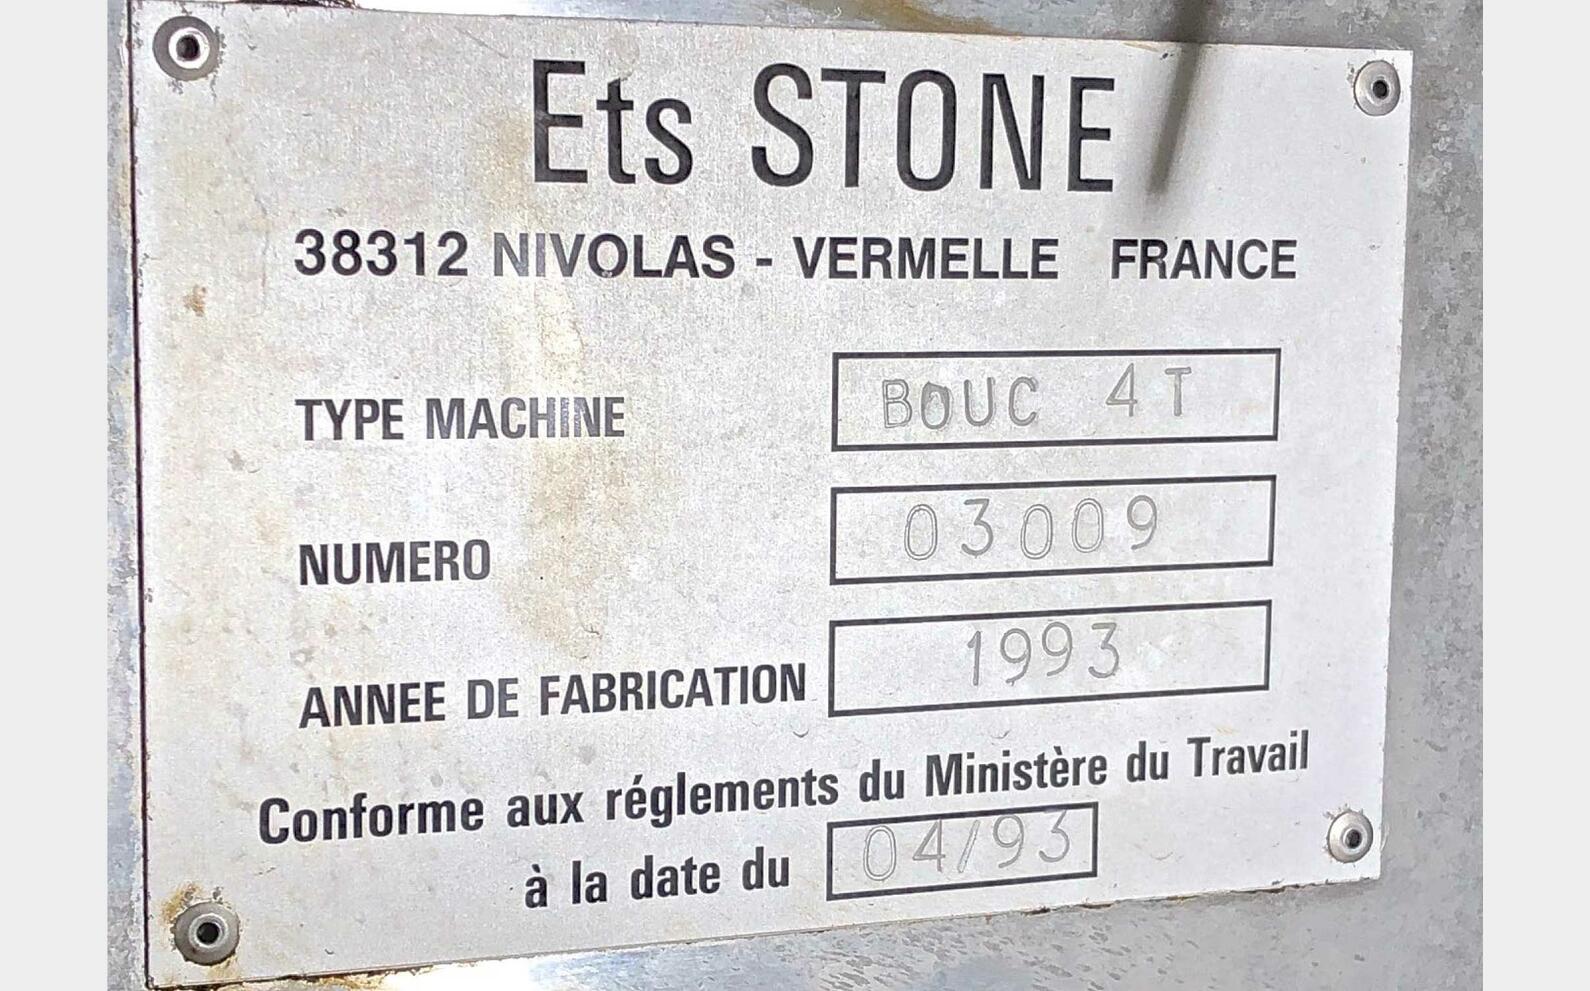 Ets STONE
38312 NIVOLAS - VERMELLE FRANCE
TYPE MACHINE BOUC 4T
NUMERO 03009
ANNEE DE FABRICATION 1993
Conforme aux réglements du Ministère du Travail
à la date du 04/93